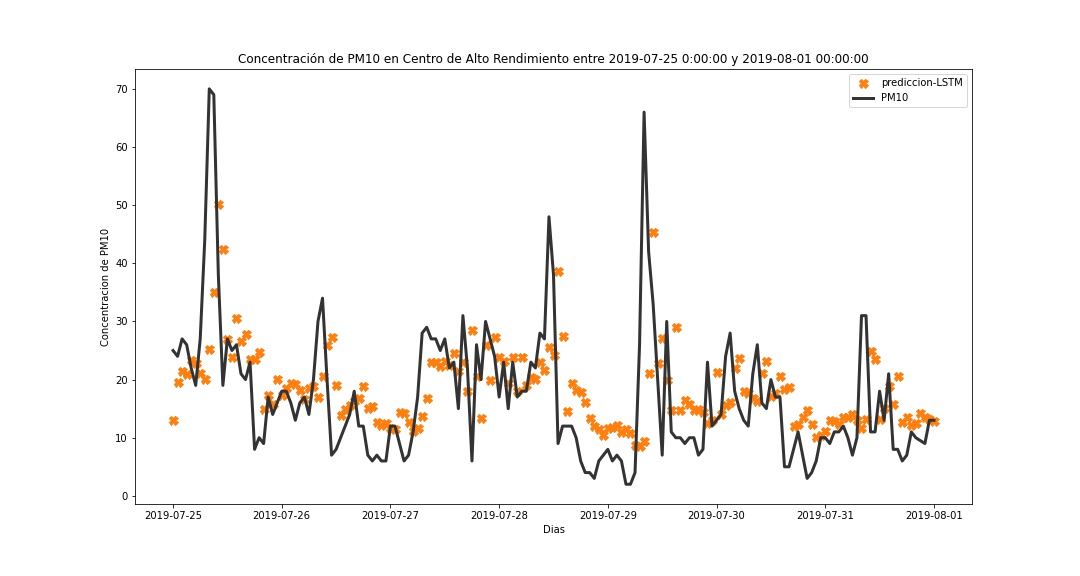 Concentración de PM10 en Centro de Alto Rendimiento entre 2019-07-25 0:00:00 y 2019-08-01 00:00:00
prediccion-LSTM
PM10
70
60
50
40
30
20
10
0
Concentracion de PM10
2019-07-25 2019-07-26 2019-07-27 2019-07-28 2019-07-29 2019-07-30 2019-07-31 2019-08-01
Dias